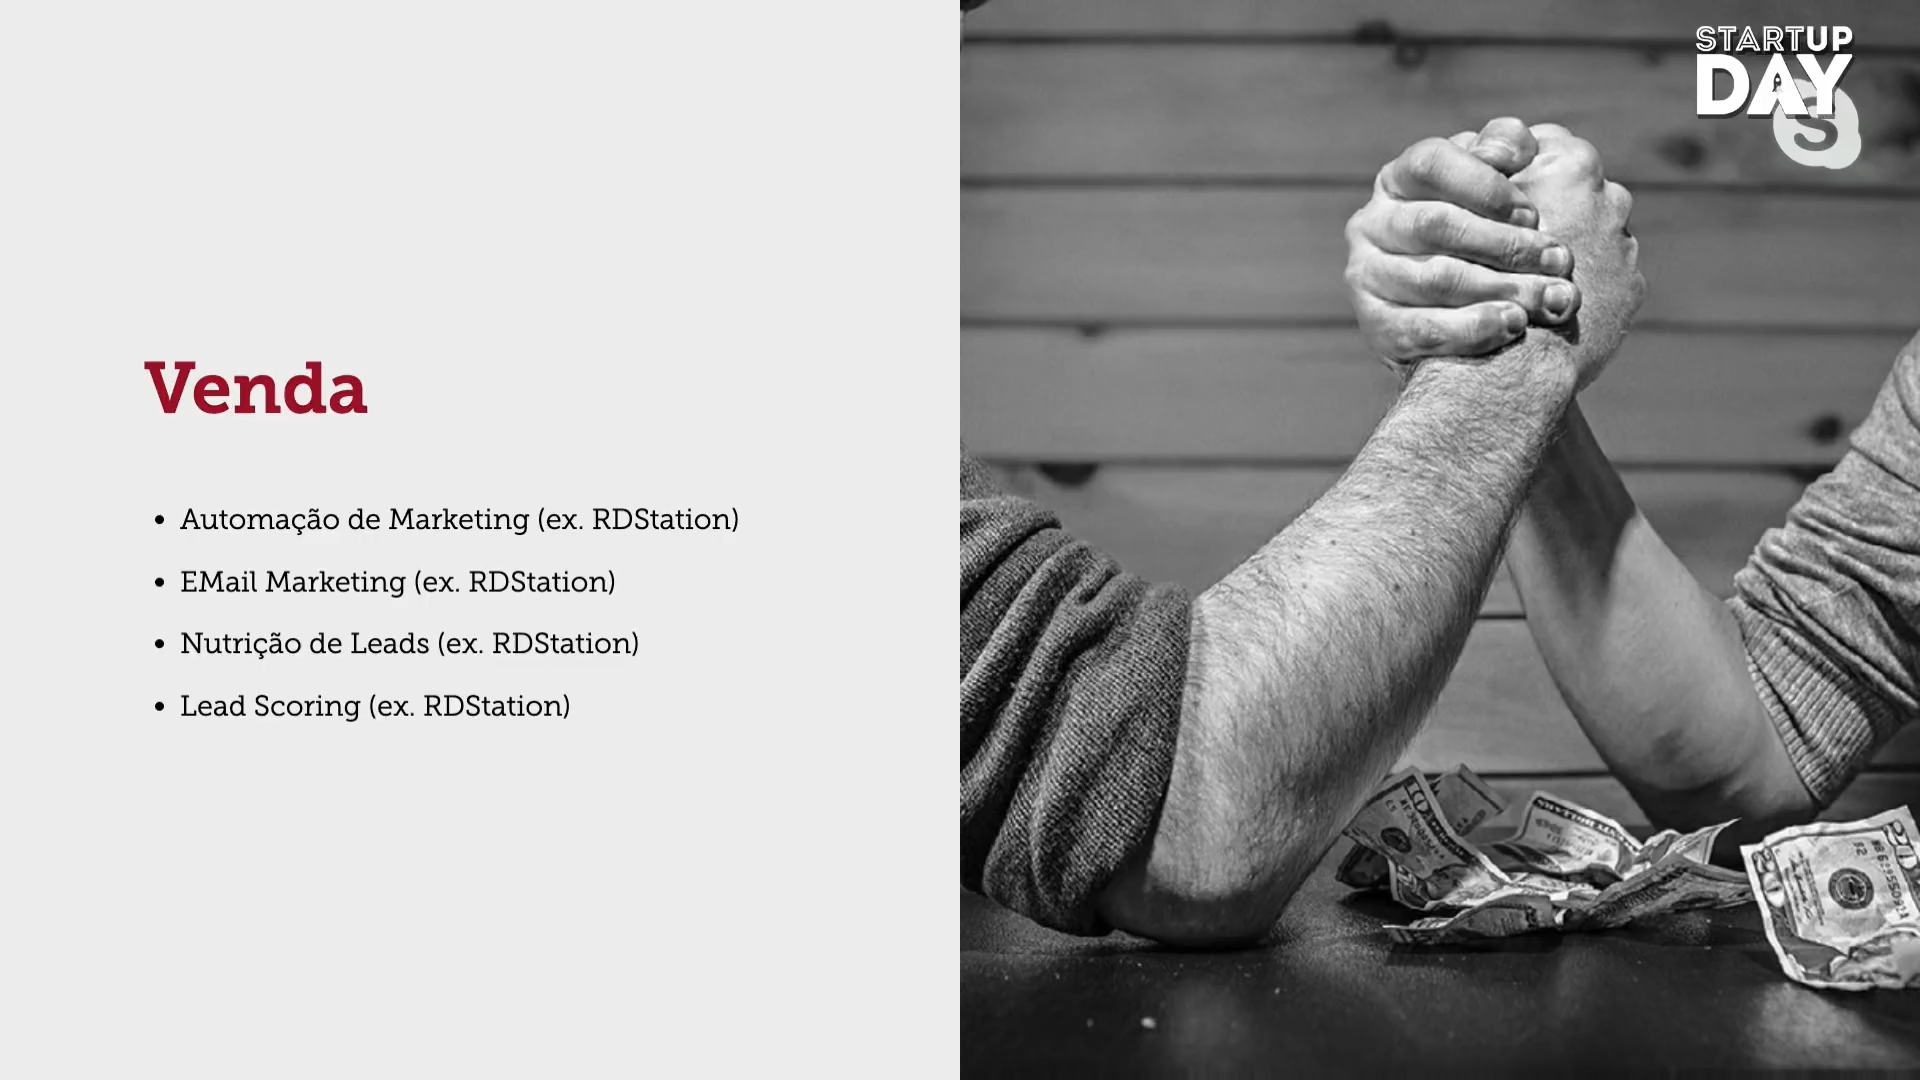 STARTUP
DAY
S
Venda
• Automação de Marketing (ex. RDStation)
• EMail Marketing (ex. RDStation)
• Nutrição de Leads (ex. RDStation)
• Lead Scoring (ex. RDStation)
20